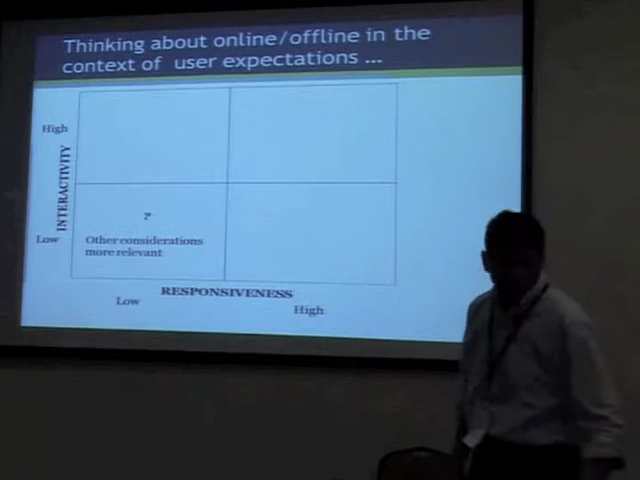 Thinking about online/offline in the
context of user expectations ...
High
INTERACTIVITY
?
Low
Other considerations
more relevant
RESPONSIVENESS
Low
High